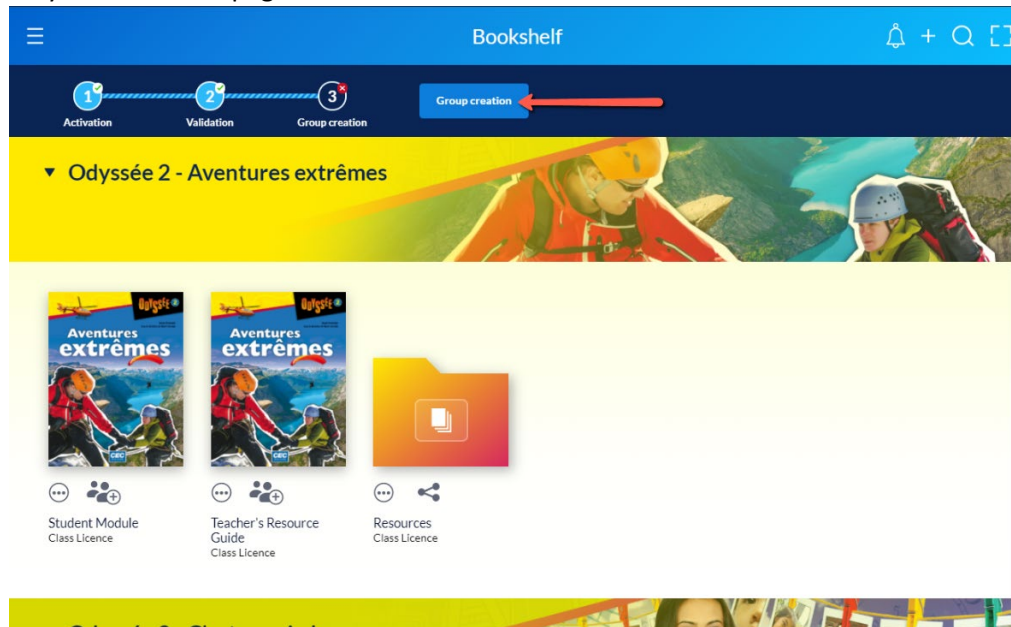 Bookshelf
1 2 3
Activation Validation Group creation
Group creation
Odyssée 2 - Aventures extrêmes
Odyssée 2
Aventures
extrêmes
CEC
Odyssée 2
Aventures
extrêmes
CEC
Student Module
Class Licence
Teacher's Resource
Guide
Class Licence
Resources
Class Licence